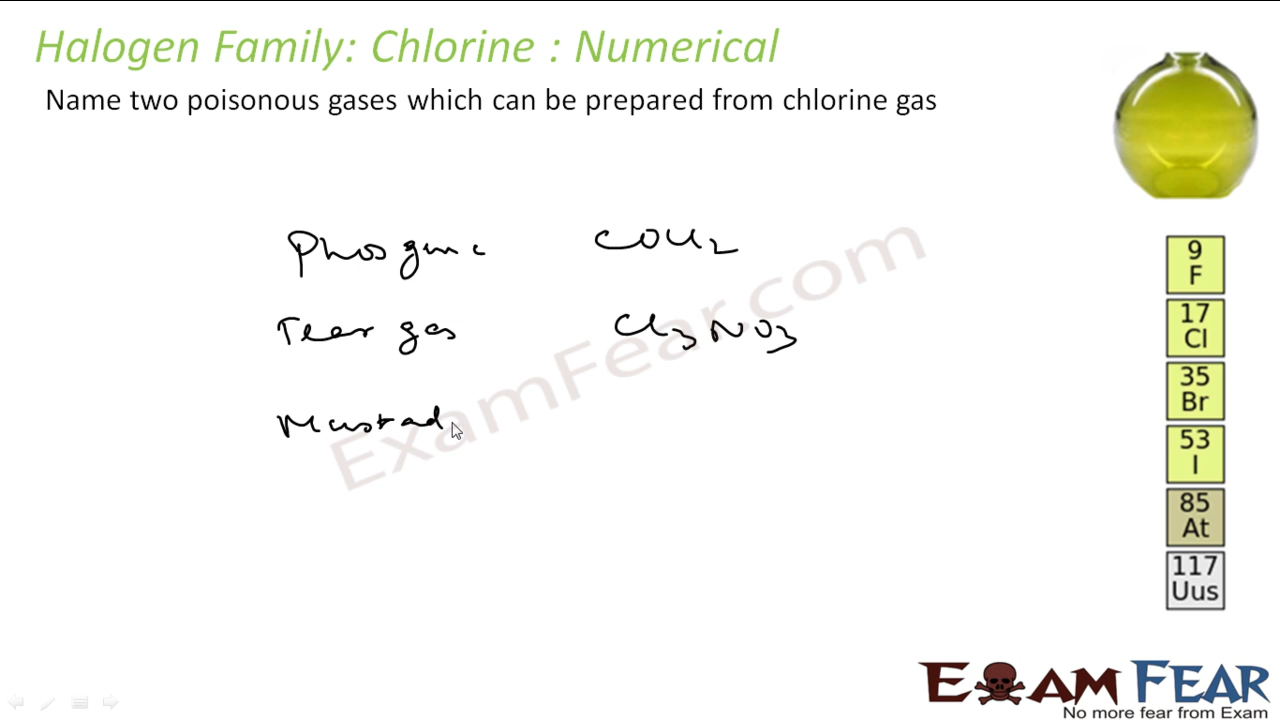 Halogen Family: Chlorine : Numerical
Name two poisonous gases which can be prepared from chlorine gas
Phosgene COCl2
Tear gas Cl3NO3
Mustad
ExamFear.com
9
F
17
Cl
35
Br
53
I
85
At
117
Uus
EXAM FEAR
No more fear from Exam